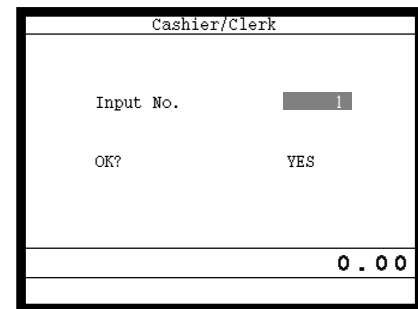 Cashier/Clerk
Input No. 1
OK? YES
0.00